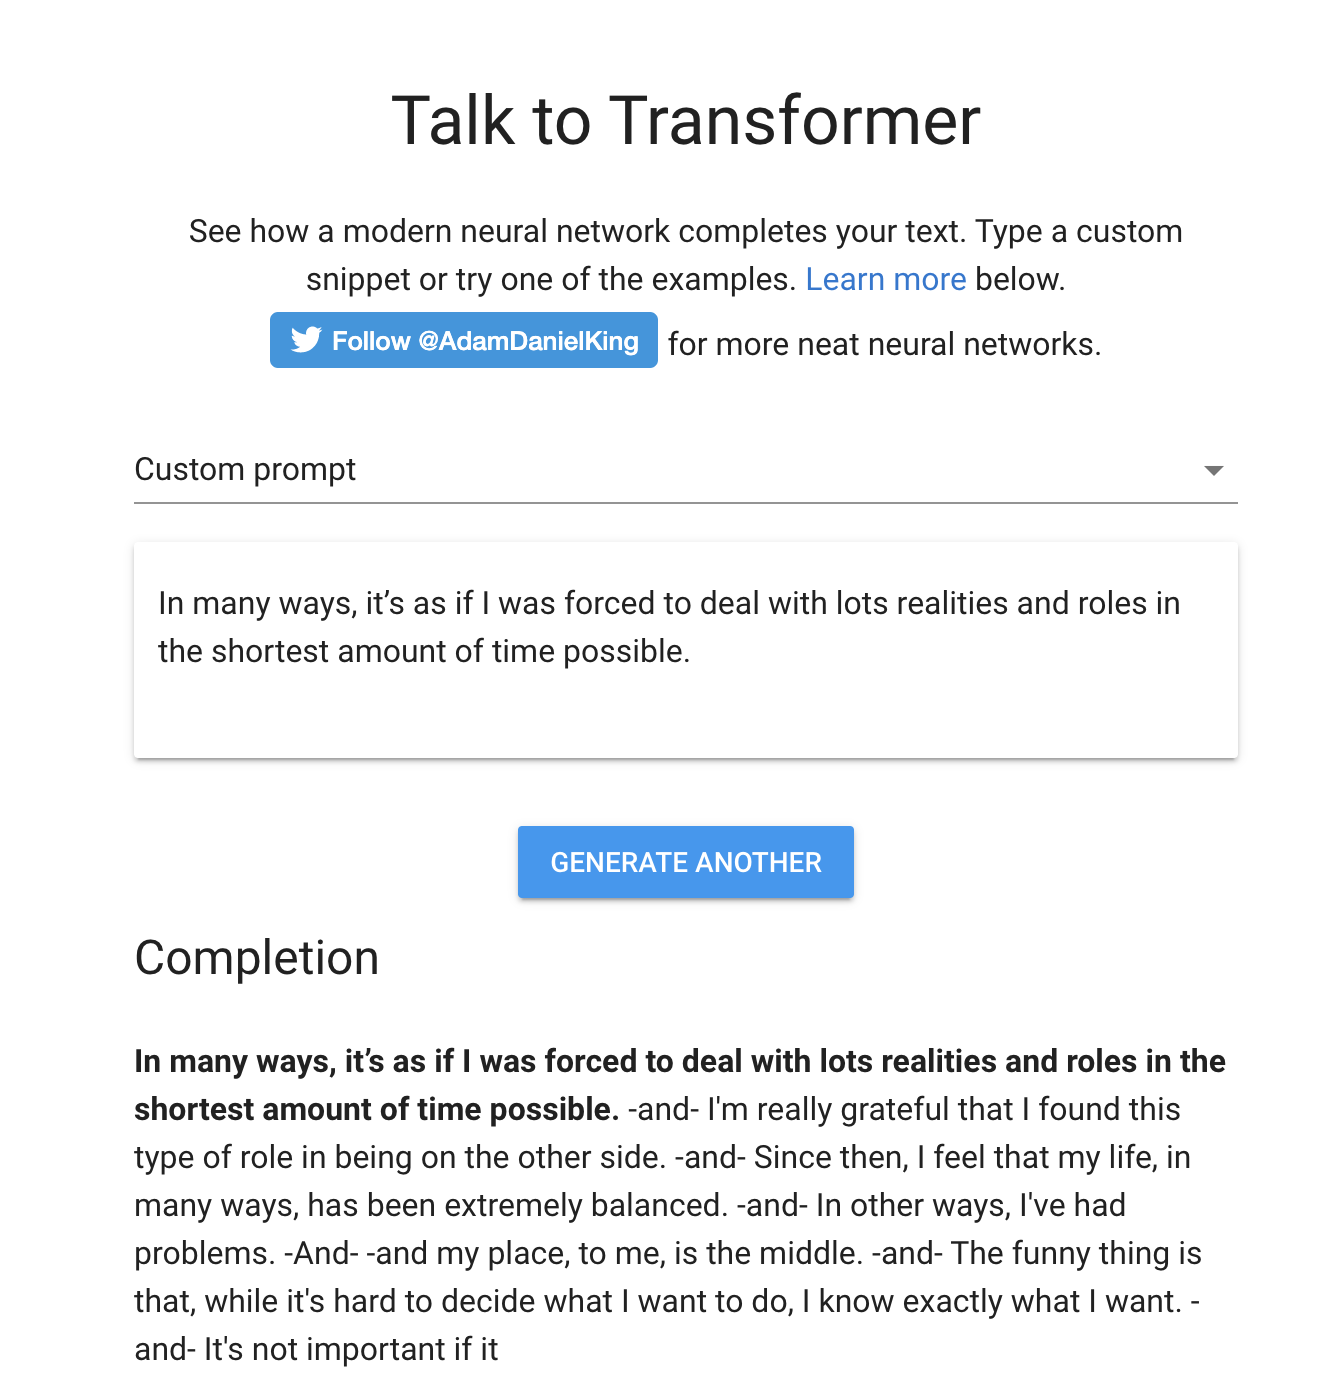 Talk to Transformer
See how a modern neural network completes your text. Type a custom
snippet or try one of the examples. Learn more below.
Follow @AdamDanielKing for more neat neural networks.
Custom prompt
In many ways, it’s as if I was forced to deal with lots realities and roles in
the shortest amount of time possible.
GENERATE ANOTHER
Completion
In many ways, it’s as if I was forced to deal with lots realities and roles in the
shortest amount of time possible. -and- I'm really grateful that I found this
type of role in being on the other side. -and- Since then, I feel that my life, in
many ways, has been extremely balanced. -and- In other ways, I've had
problems. -And- -and my place, to me, is the middle. -and- The funny thing is
that, while it's hard to decide what I want to do, I know exactly what I want. -
and- It's not important if it